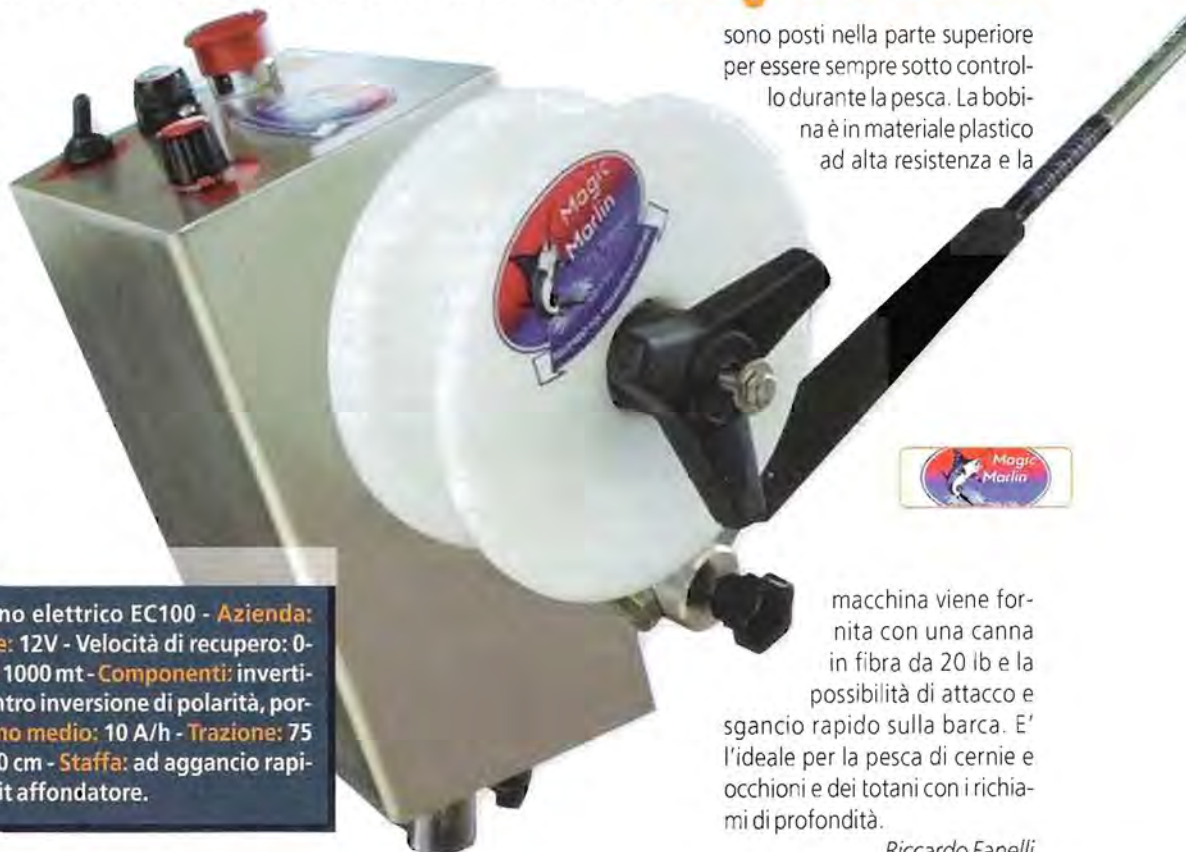 sono posti nella parte superiore
per essere sempre sotto control-
lo durante la pesca. La bobi-
na è in materiale plastico
ad alta resistenza e la
Magic
Marlin
Magic
Marlin
macchina viene for-
nita con una canna
in fibra da 20 lb e la
possibilità di attacco e
sgancio rapido sulla barca. E'
l'ideale per la pesca di cernie e
occhioni e dei totani con i richia-
mi di profondità.
Riccardo Fanelli
no elettrico EC100 - Azienda:
e: 12V - Velocità di recupero: 0-
1000 mt - Componenti: inverti-
ntro inversione di polarità, por-
no medio: 10 A/h - Trazione: 75
0 cm - Staffa: ad aggancio rapi-
it affondatore.